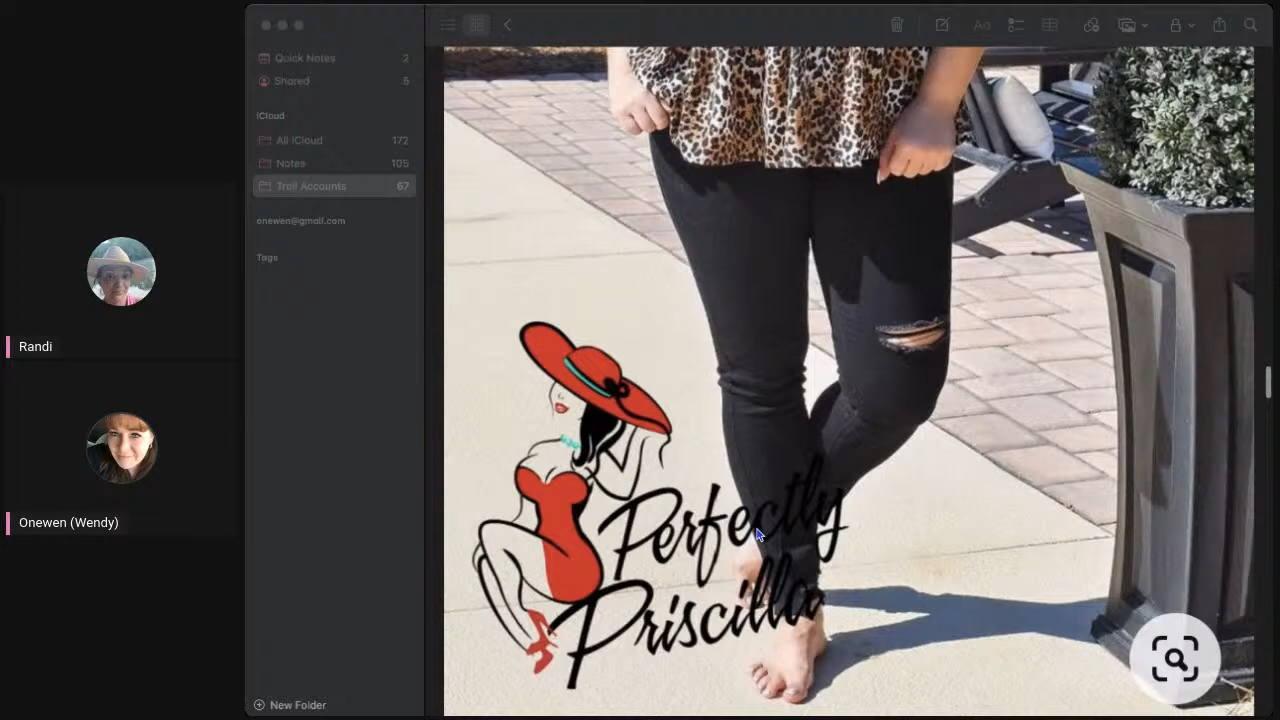 Quick Notes 2
Shared 5
iCloud
All iCloud 172
Notes 105
Troll Accounts 67
onewen@gmail.com
Tags
New Folder
Aa
Randi
Onewen (Wendy)
Perfectly
Priscilla